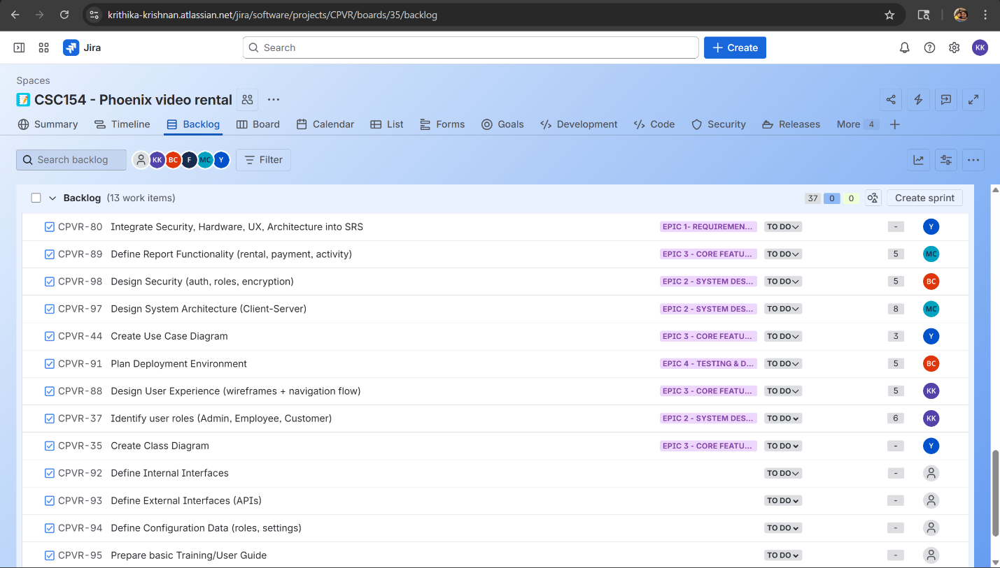 krithika-krishnan.atlassian.net/jira/software/projects/CPVR/boards/35/backlog
Jira Search Create KK
Spaces
CSC154 - Phoenix video rental
Summary Timeline Backlog Board Calendar List Forms Goals Development Code Security Releases More 4
Search backlog KK BC F MC Y Filter
Backlog (13 work items) 37 0 0 Create sprint
CPVR-80 Integrate Security, Hardware, UX, Architecture into SRS EPIC 1- REQUIREMEN... TO DO - Y
CPVR-89 Define Report Functionality (rental, payment, activity) EPIC 3 - CORE FEATU... TO DO 5 MC
CPVR-98 Design Security (auth, roles, encryption) EPIC 2 - SYSTEM DES... TO DO 5 BC
CPVR-97 Design System Architecture (Client-Server) EPIC 2 - SYSTEM DES... TO DO 8 MC
CPVR-44 Create Use Case Diagram EPIC 3 - CORE FEATU... TO DO 3 Y
CPVR-91 Plan Deployment Environment EPIC 4 - TESTING & D... TO DO 5 BC
CPVR-88 Design User Experience (wireframes + navigation flow) EPIC 3 - CORE FEATU... TO DO 5 KK
CPVR-37 Identify user roles (Admin, Employee, Customer) EPIC 2 - SYSTEM DES... TO DO 6 KK
CPVR-35 Create Class Diagram EPIC 3 - CORE FEATU... TO DO - Y
CPVR-92 Define Internal Interfaces TO DO -
CPVR-93 Define External Interfaces (APIs) TO DO -
CPVR-94 Define Configuration Data (roles, settings) TO DO -
CPVR-95 Prepare basic Training/User Guide TO DO -